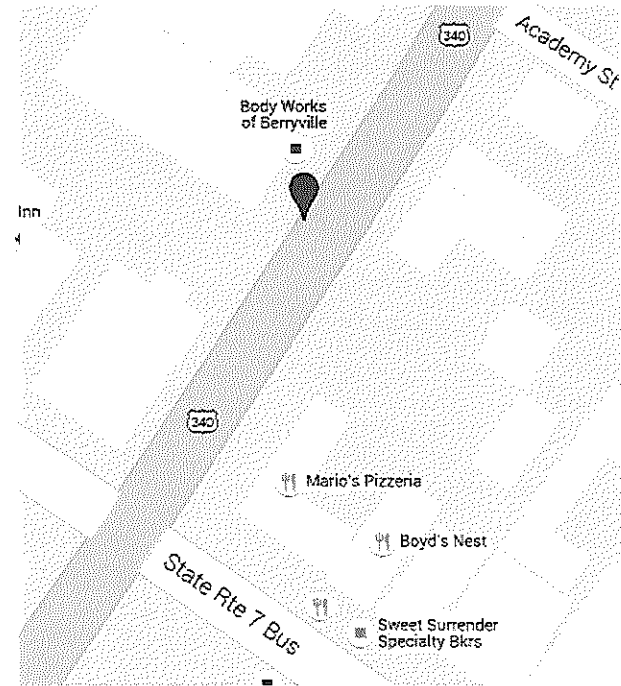 340
Academy St
Body Works
of Berryville
Inn
340
Mario's Pizzeria
Boyd's Nest
State Rte 7 Bus
Sweet Surrender
Specialty Bkrs